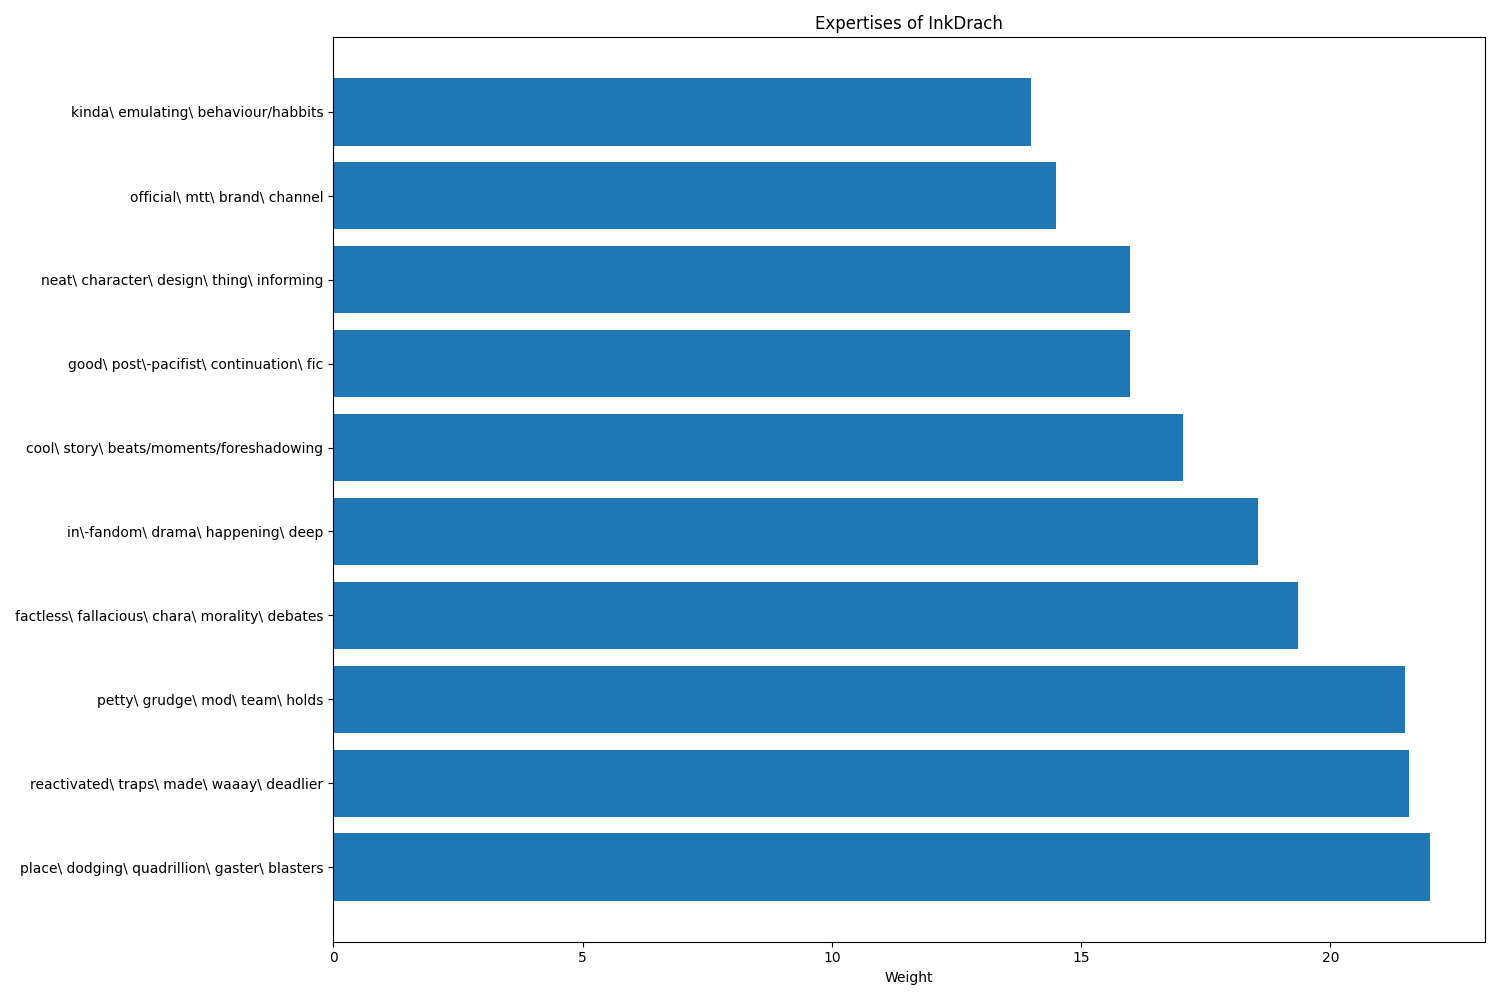 Expertises of InkDrach
kinda\ emulating\ behaviour/habbits
official\ mtt\ brand\ channel
neat\ character\ design\ thing\ informing
good\ post\-pacifist\ continuation\ fic
cool\ story\ beats/moments/foreshadowing
in\-fandom\ drama\ happening\ deep
factless\ fallacious\ chara\ morality\ debates
petty\ grudge\ mod\ team\ holds
reactivated\ traps\ made\ waaay\ deadlier
place\ dodging\ quadrillion\ gaster\ blasters
0 5 10 15 20
Weight